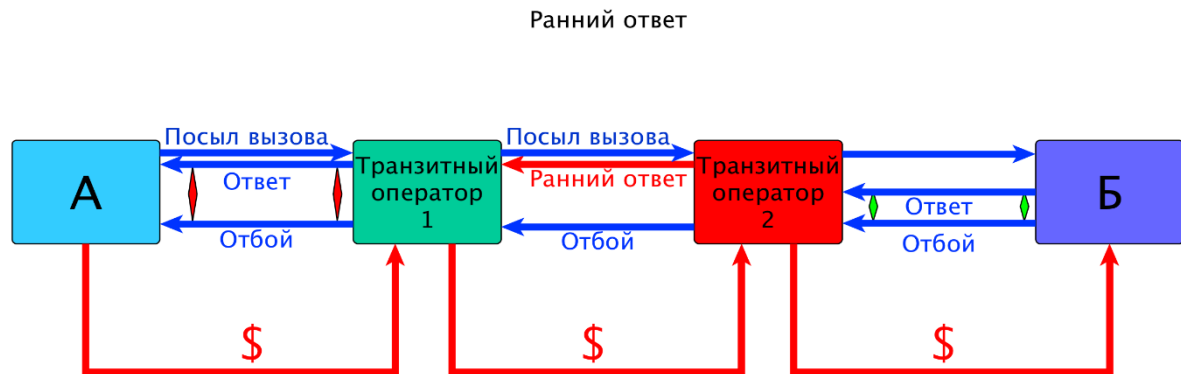 Ранний ответ
Посыл вызова
Посыл вызова
А
Ответ
Отбой
Транзитный
оператор
1
Ранний ответ
Отбой
Транзитный
оператор
2
Ответ
Отбой
Б
$
$
$